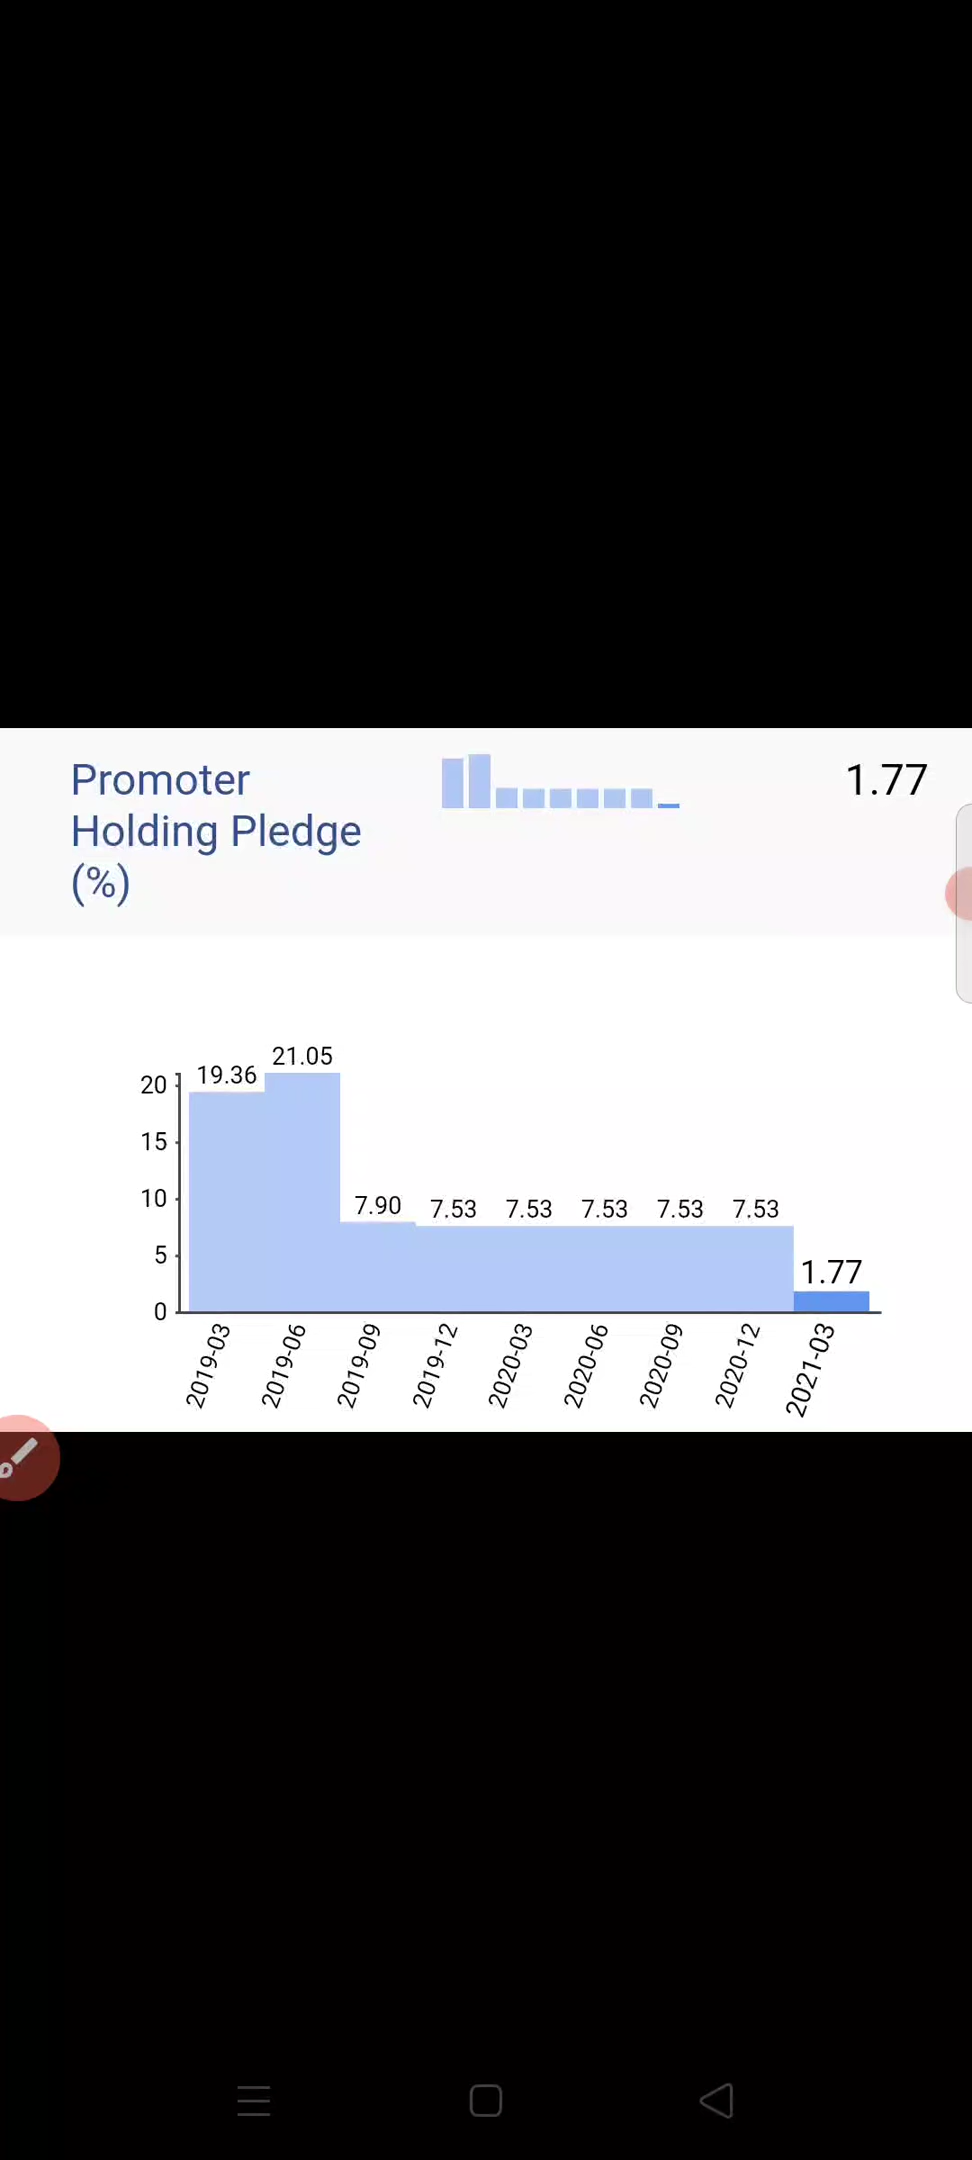 Promoter
Holding Pledge
(%)
1.77
19.36 21.05 7.90 7.53 7.53 7.53 7.53 7.53 1.77
20
15
10
5
0
2019-03 2019-06 2019-09 2019-12 2020-03 2020-06 2020-09 2020-12 2021-03